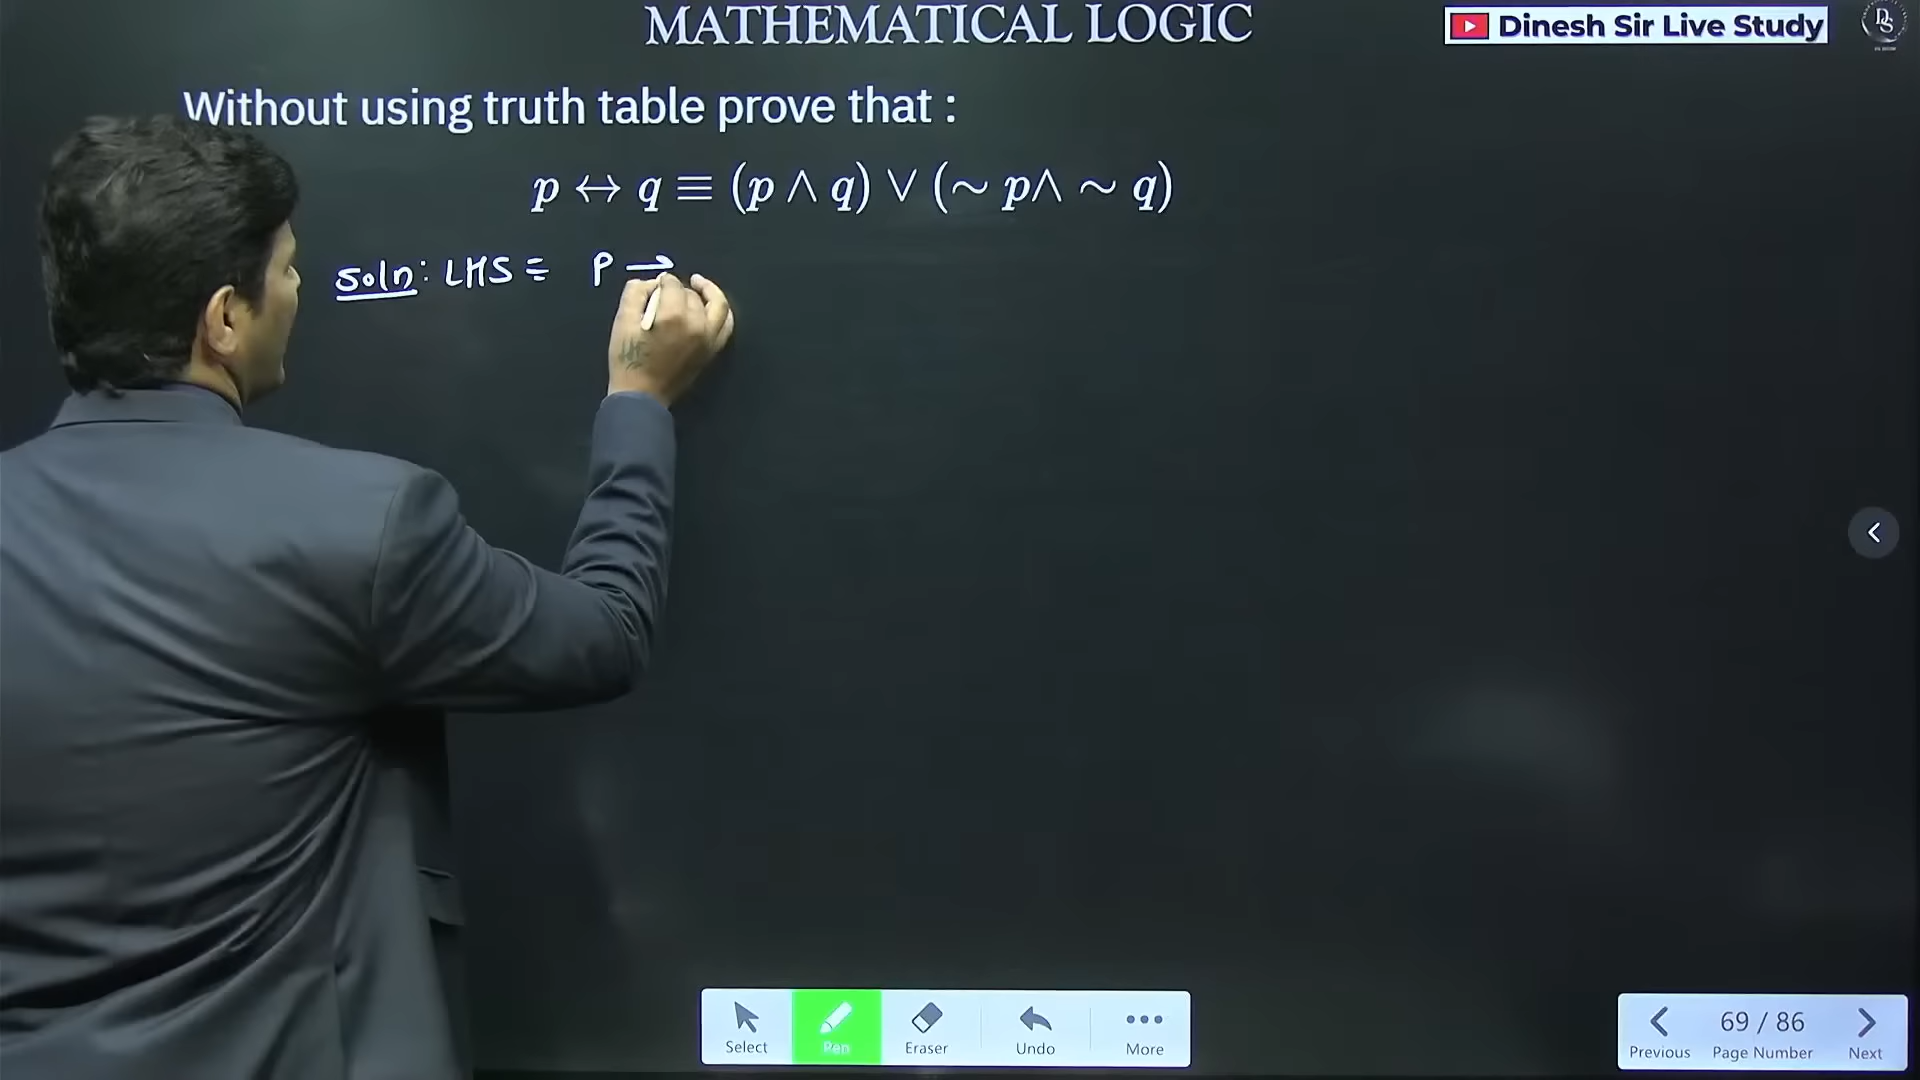 MATHEMATICAL LOGIC
Dinesh Sir Live Study
DS
Without using truth table prove that :
p ↔ q ≡ (p ∧ q) ∨ (∼ p∧ ∼ q)
soln: LHS ≡ P →
Select
Pen
Eraser
Undo
More
69 / 86
Previous
Page Number
Next